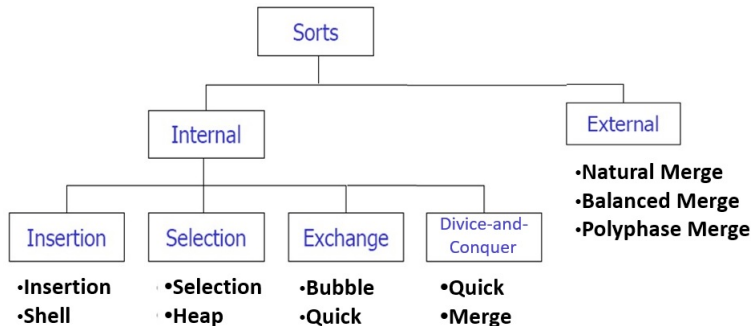 Sorts
Internal
External
•Natural Merge
•Balanced Merge
•Polyphase Merge
Insertion
•Insertion
•Shell
Selection
•Selection
•Heap
Exchange
•Bubble
•Quick
Divice-and-
Conquer
•Quick
•Merge